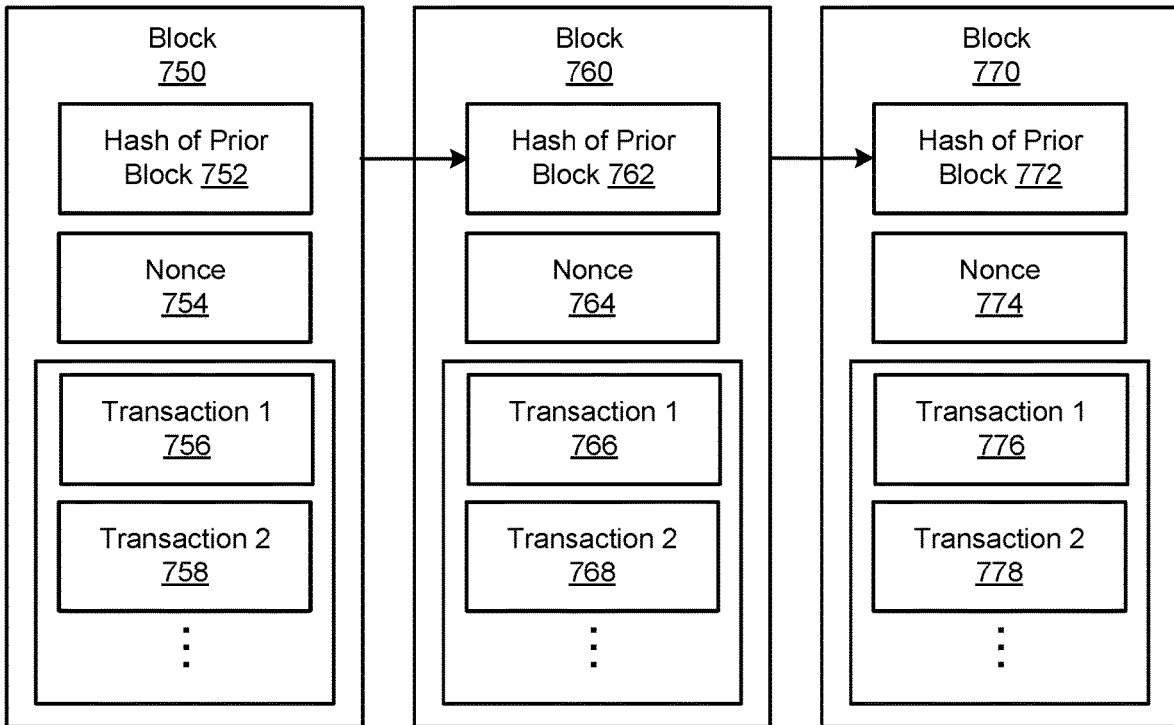 Block
750
Hash of Prior
Block 752
Nonce
754
Transaction 1
756
Transaction 2
758
Block
760
Hash of Prior
Block 762
Nonce
764
Transaction 1
766
Transaction 2
768
Block
770
Hash of Prior
Block 772
Nonce
774
Transaction 1
776
Transaction 2
778